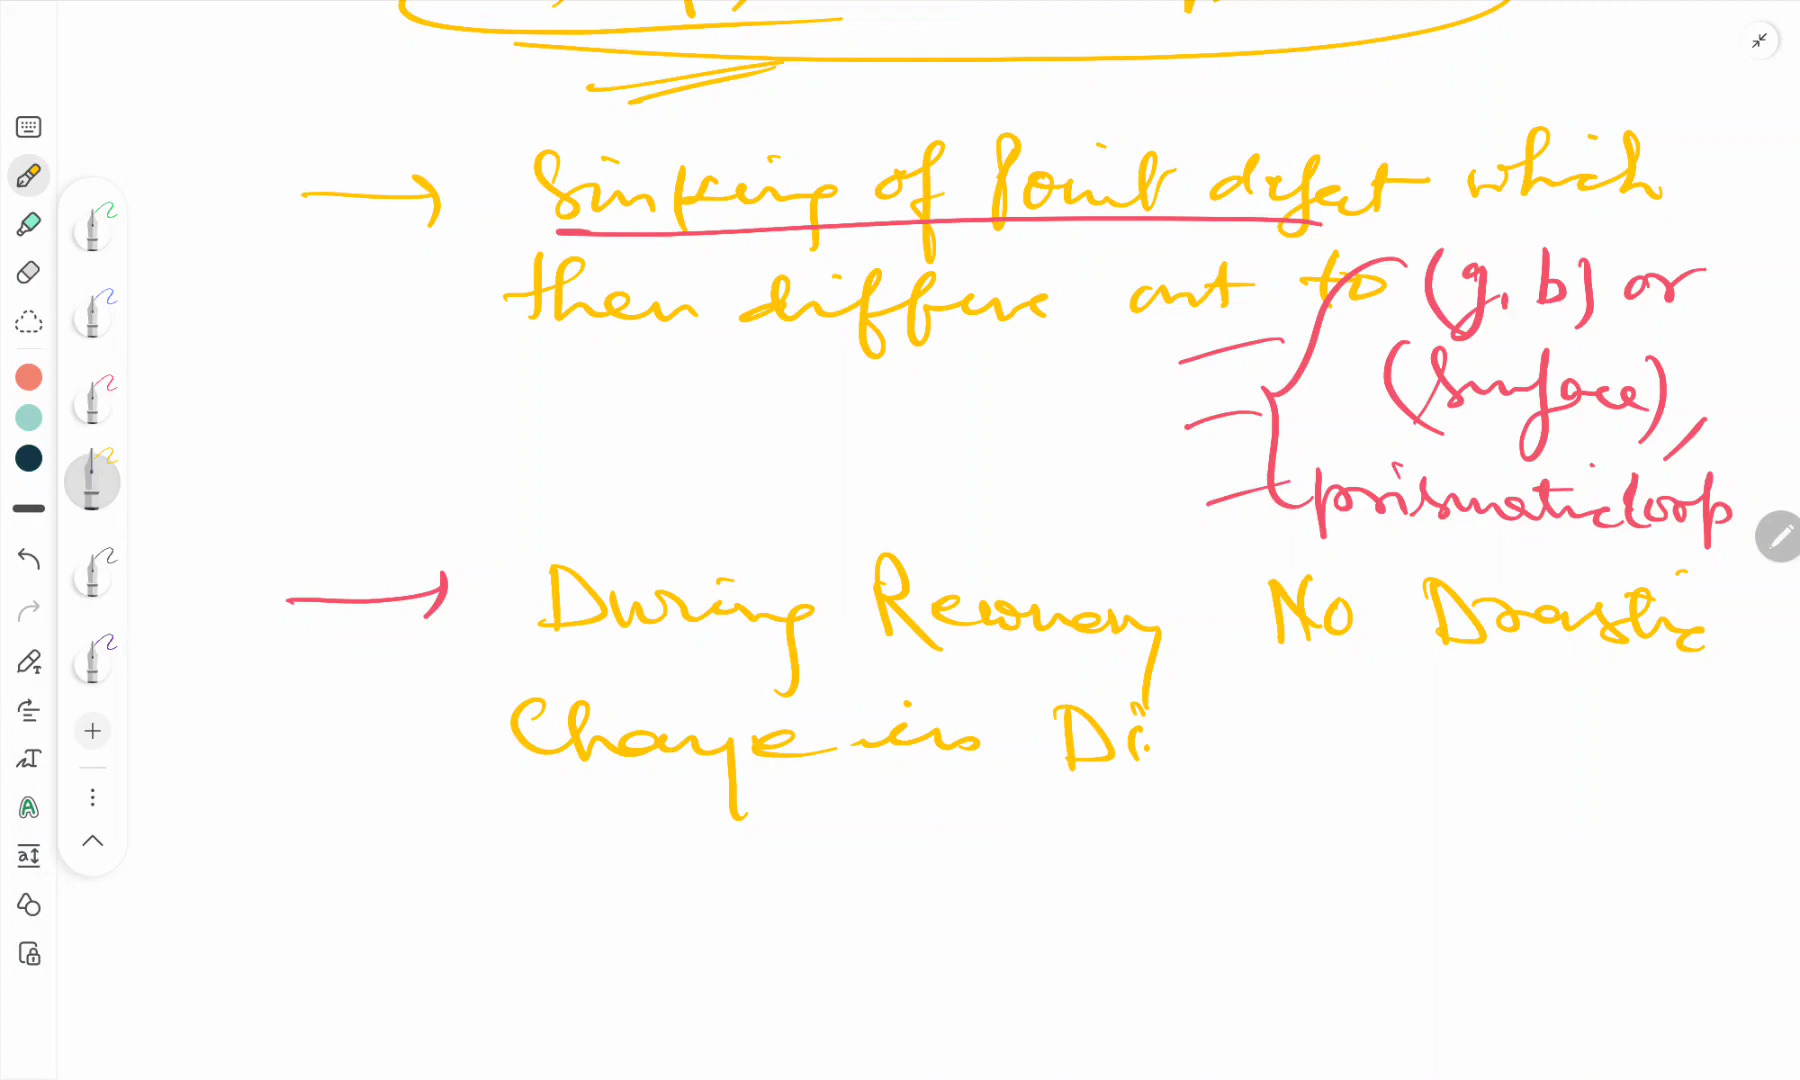 → Sinking of Point defect which
then diffuse out to (g, b) or
(Surface),
prismatic loop
→ During Recovery No Drastic
Change in Di